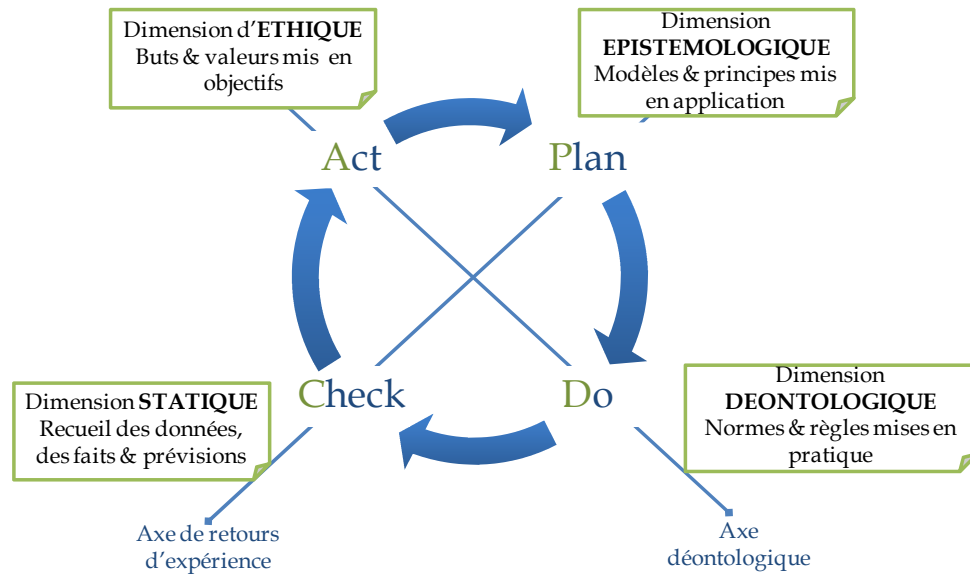 Dimension d'ETHIQUE
Buts & valeurs mis en
objectifs
Dimension
EPISTEMOLOGIQUE
Modèles & principes mis
en application
Act
Plan
Check
Do
Dimension STATIQUE
Recueil des données,
des faits & prévisions
Dimension
DEONTOLOGIQUE
Normes & règles mises en
pratique
Axe de retours
d'expérience
Axe
déontologique